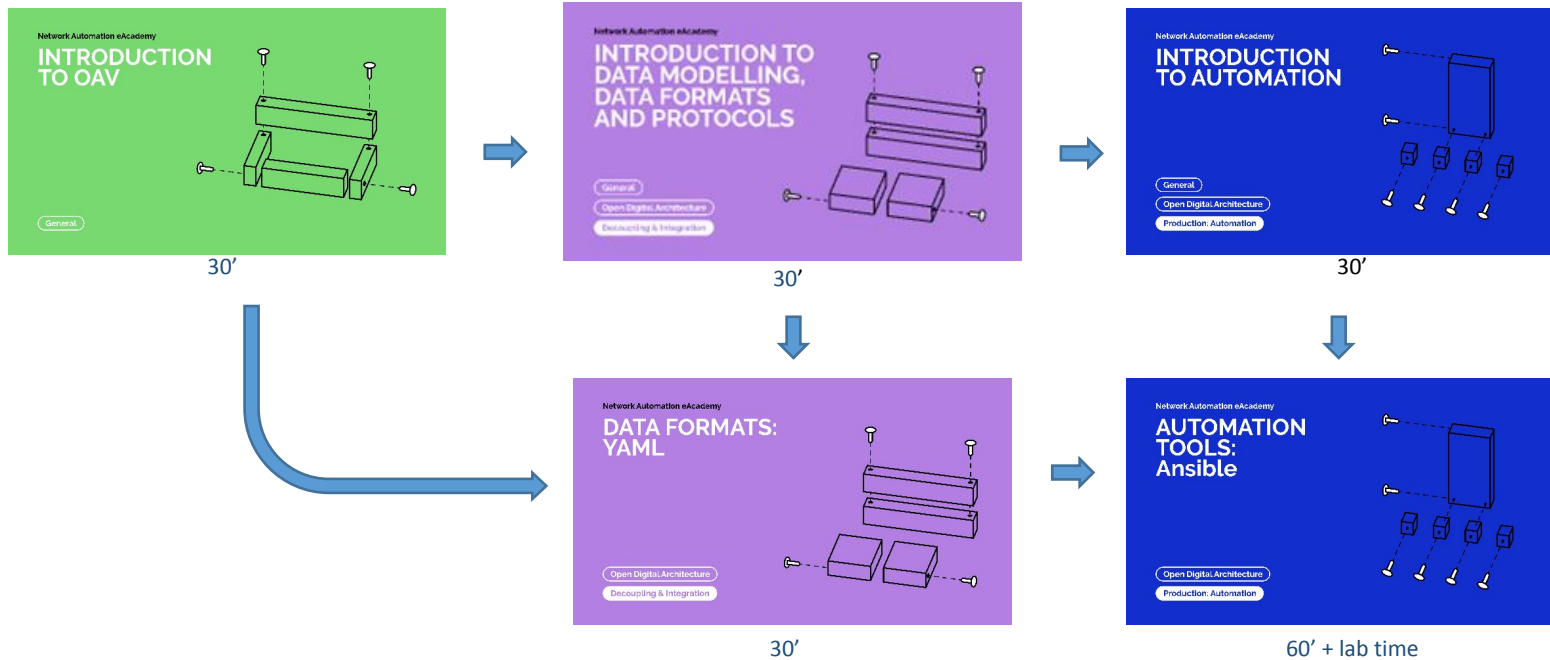 Network Automation eAcademy
INTRODUCTION
TO OAV
General
30’
Network Automation eAcademy
INTRODUCTION TO
DATA MODELLING,
DATA FORMATS
AND PROTOCOLS
General
Open Digital Architecture
Decoupling & Integration
30’
Network Automation eAcademy
INTRODUCTION
TO AUTOMATION
General
Open Digital Architecture
Production: Automation
30’
Network Automation eAcademy
DATA FORMATS:
YAML
Open Digital Architecture
Decoupling & Integration
30’
Network Automation eAcademy
AUTOMATION
TOOLS:
Ansible
Open Digital Architecture
Production: Automation
60’ + lab time